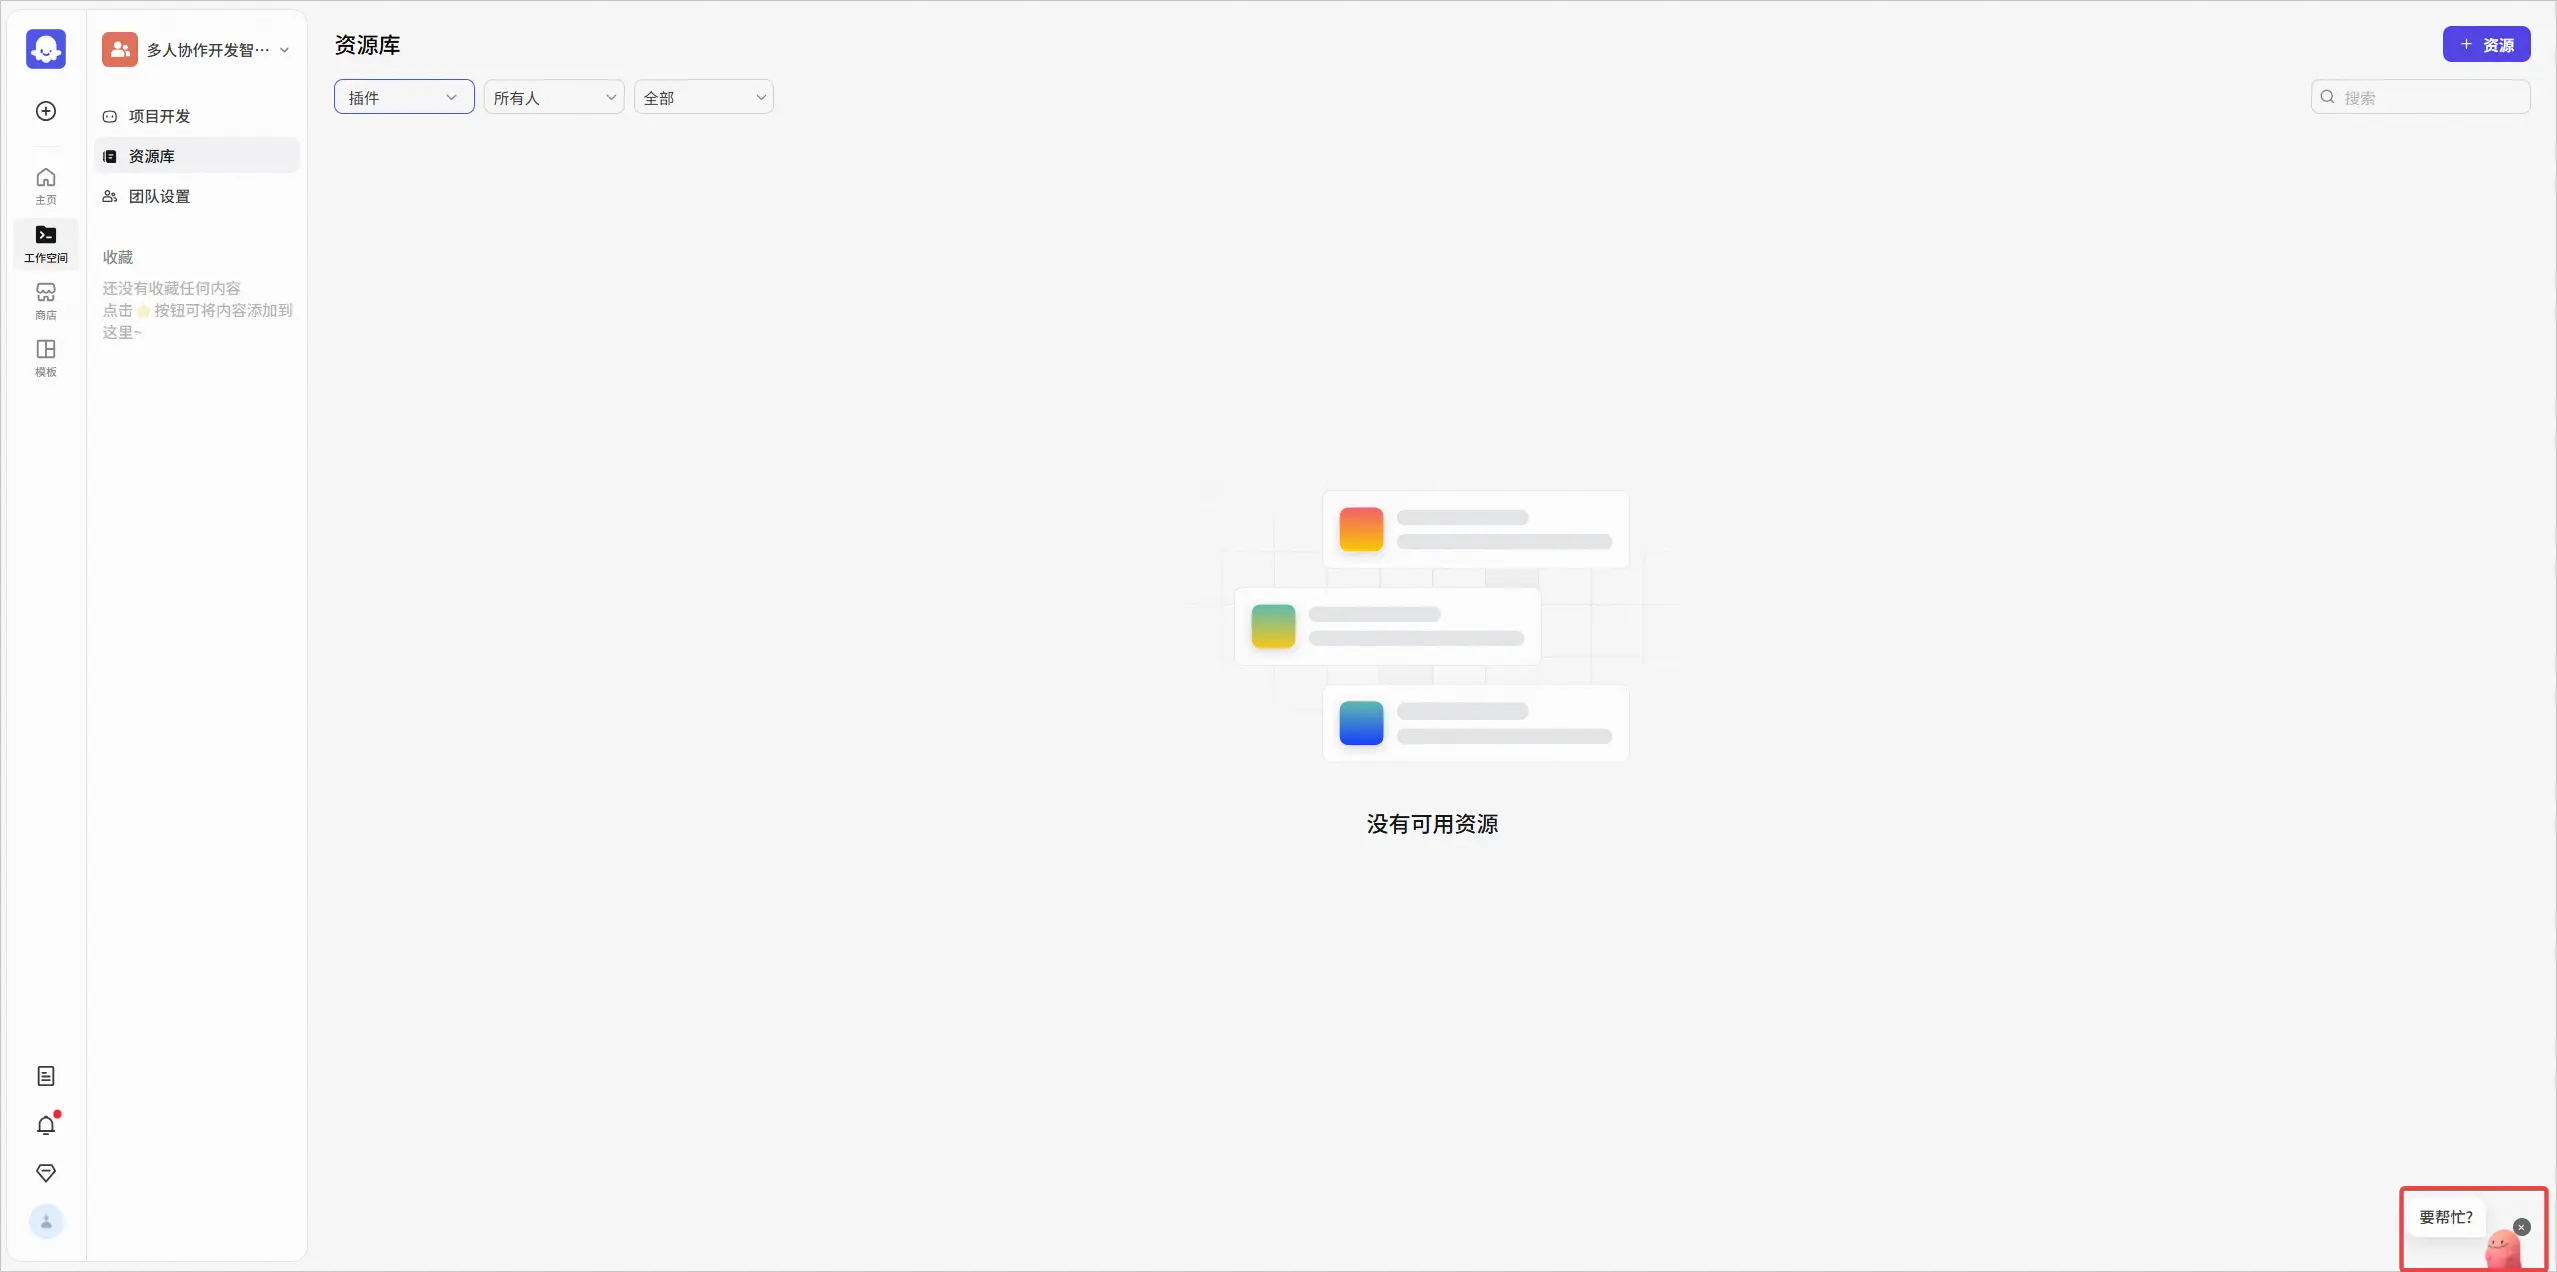 主页
工作空间
商店
模板
多人协作开发智…
项目开发
资源库
团队设置
收藏
还没有收藏任何内容
点击⭐按钮可将内容添加到
这里~
资源库
+ 资源
插件
所有人
全部
搜索
没有可用资源
要帮忙?